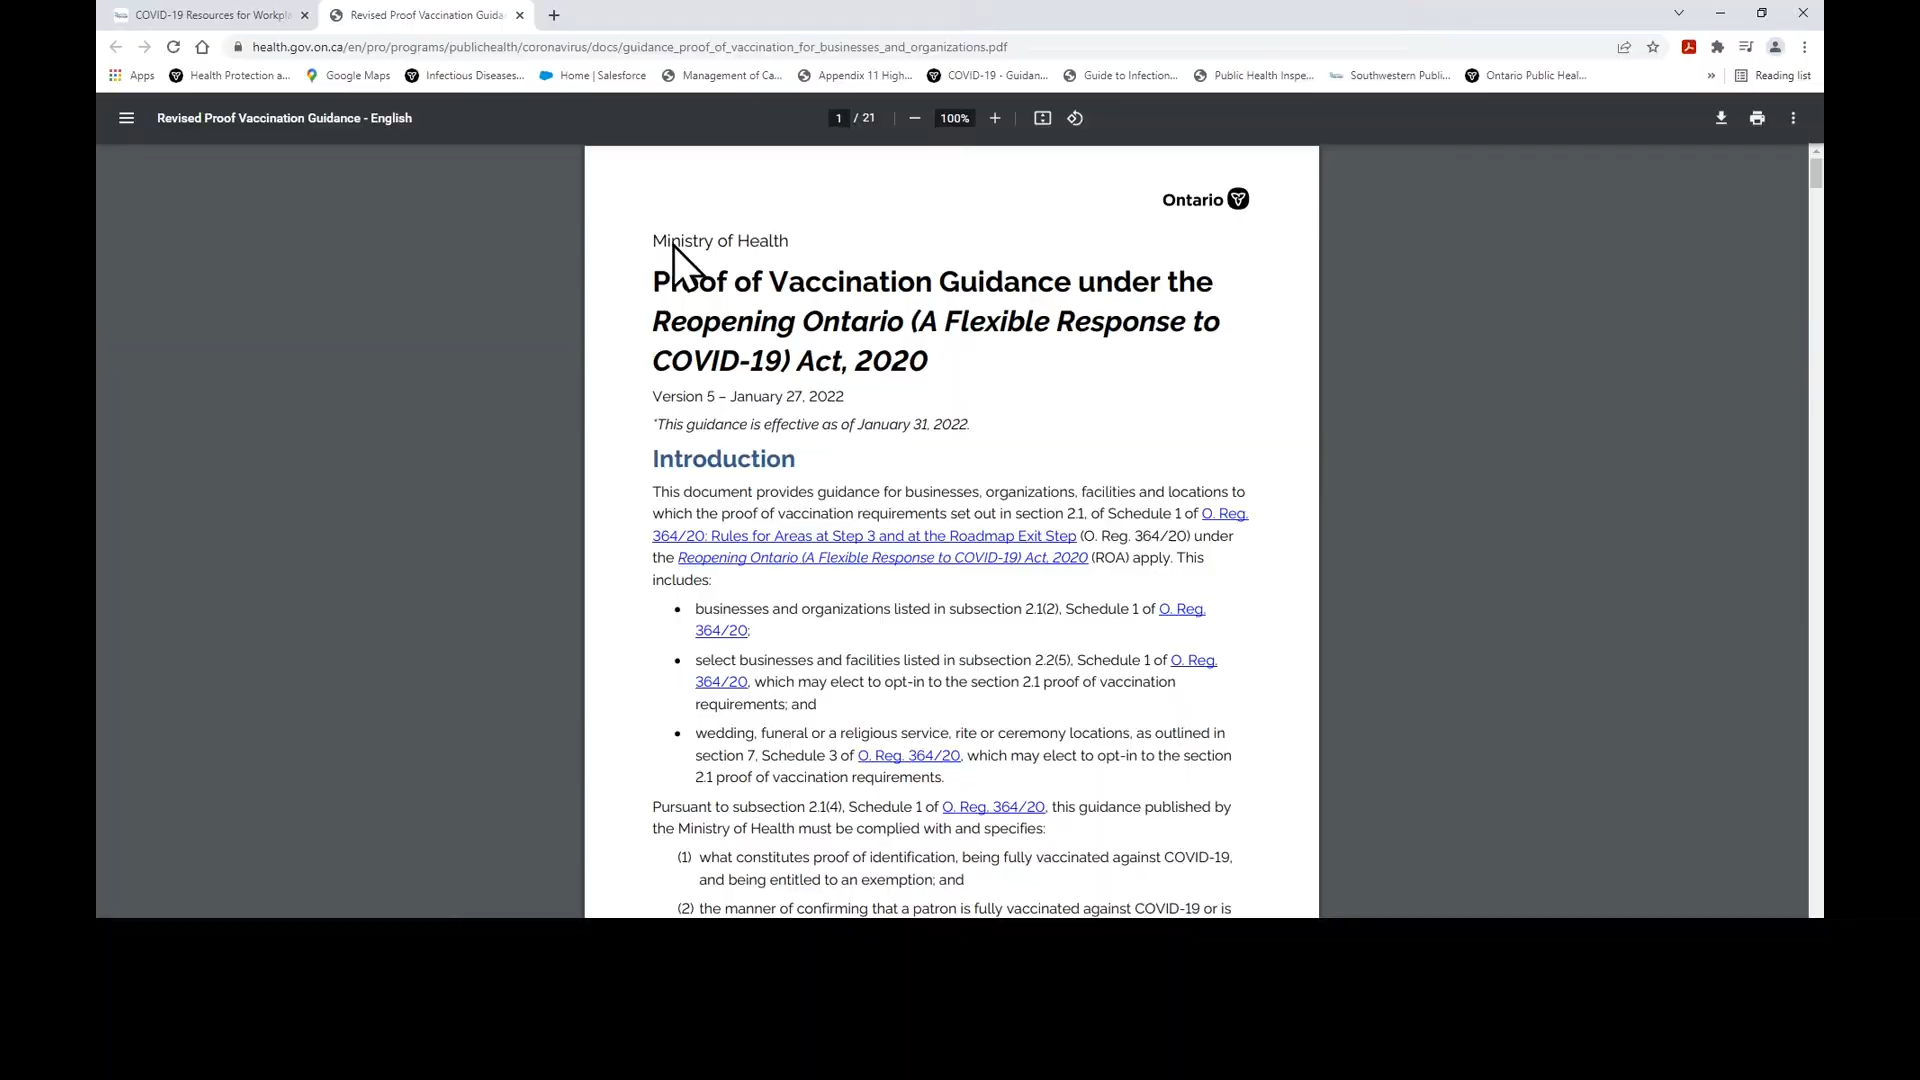 COVID-19 Resources for Workpla
Revised Proof Vaccination Guida
health.gov.on.ca/en/pro/programs/publichealth/coronavirus/docs/guidance_proof_of_vaccination_for_businesses_and_organizations.pdf
Apps Health Protection a... Google Maps Infectious Diseases... Home | Salesforce Management of Ca... Appendix 11 High... COVID-19 - Guidan... Guide to Infection... Public Health Inspe... Southwestern Publi... Ontario Public Heal... » Reading list
Revised Proof Vaccination Guidance - English 1 / 21 — 100% +
Ontario
Ministry of Health
Proof of Vaccination Guidance under the
Reopening Ontario (A Flexible Response to
COVID-19) Act, 2020
Version 5 – January 27, 2022
*This guidance is effective as of January 31, 2022.
Introduction
This document provides guidance for businesses, organizations, facilities and locations to
which the proof of vaccination requirements set out in section 2.1, of Schedule 1 of O. Reg.
364/20: Rules for Areas at Step 3 and at the Roadmap Exit Step (O. Reg. 364/20) under
the Reopening Ontario (A Flexible Response to COVID-19) Act, 2020 (ROA) apply. This
includes:
• businesses and organizations listed in subsection 2.1(2), Schedule 1 of O. Reg.
364/20;
• select businesses and facilities listed in subsection 2.2(5), Schedule 1 of O. Reg.
364/20, which may elect to opt-in to the section 2.1 proof of vaccination
requirements; and
• wedding, funeral or a religious service, rite or ceremony locations, as outlined in
section 7, Schedule 3 of O. Reg. 364/20, which may elect to opt-in to the section
2.1 proof of vaccination requirements.
Pursuant to subsection 2.1(4), Schedule 1 of O. Reg. 364/20, this guidance published by
the Ministry of Health must be complied with and specifies:
(1) what constitutes proof of identification, being fully vaccinated against COVID-19,
and being entitled to an exemption; and
(2) the manner of confirming that a patron is fully vaccinated against COVID-19 or is